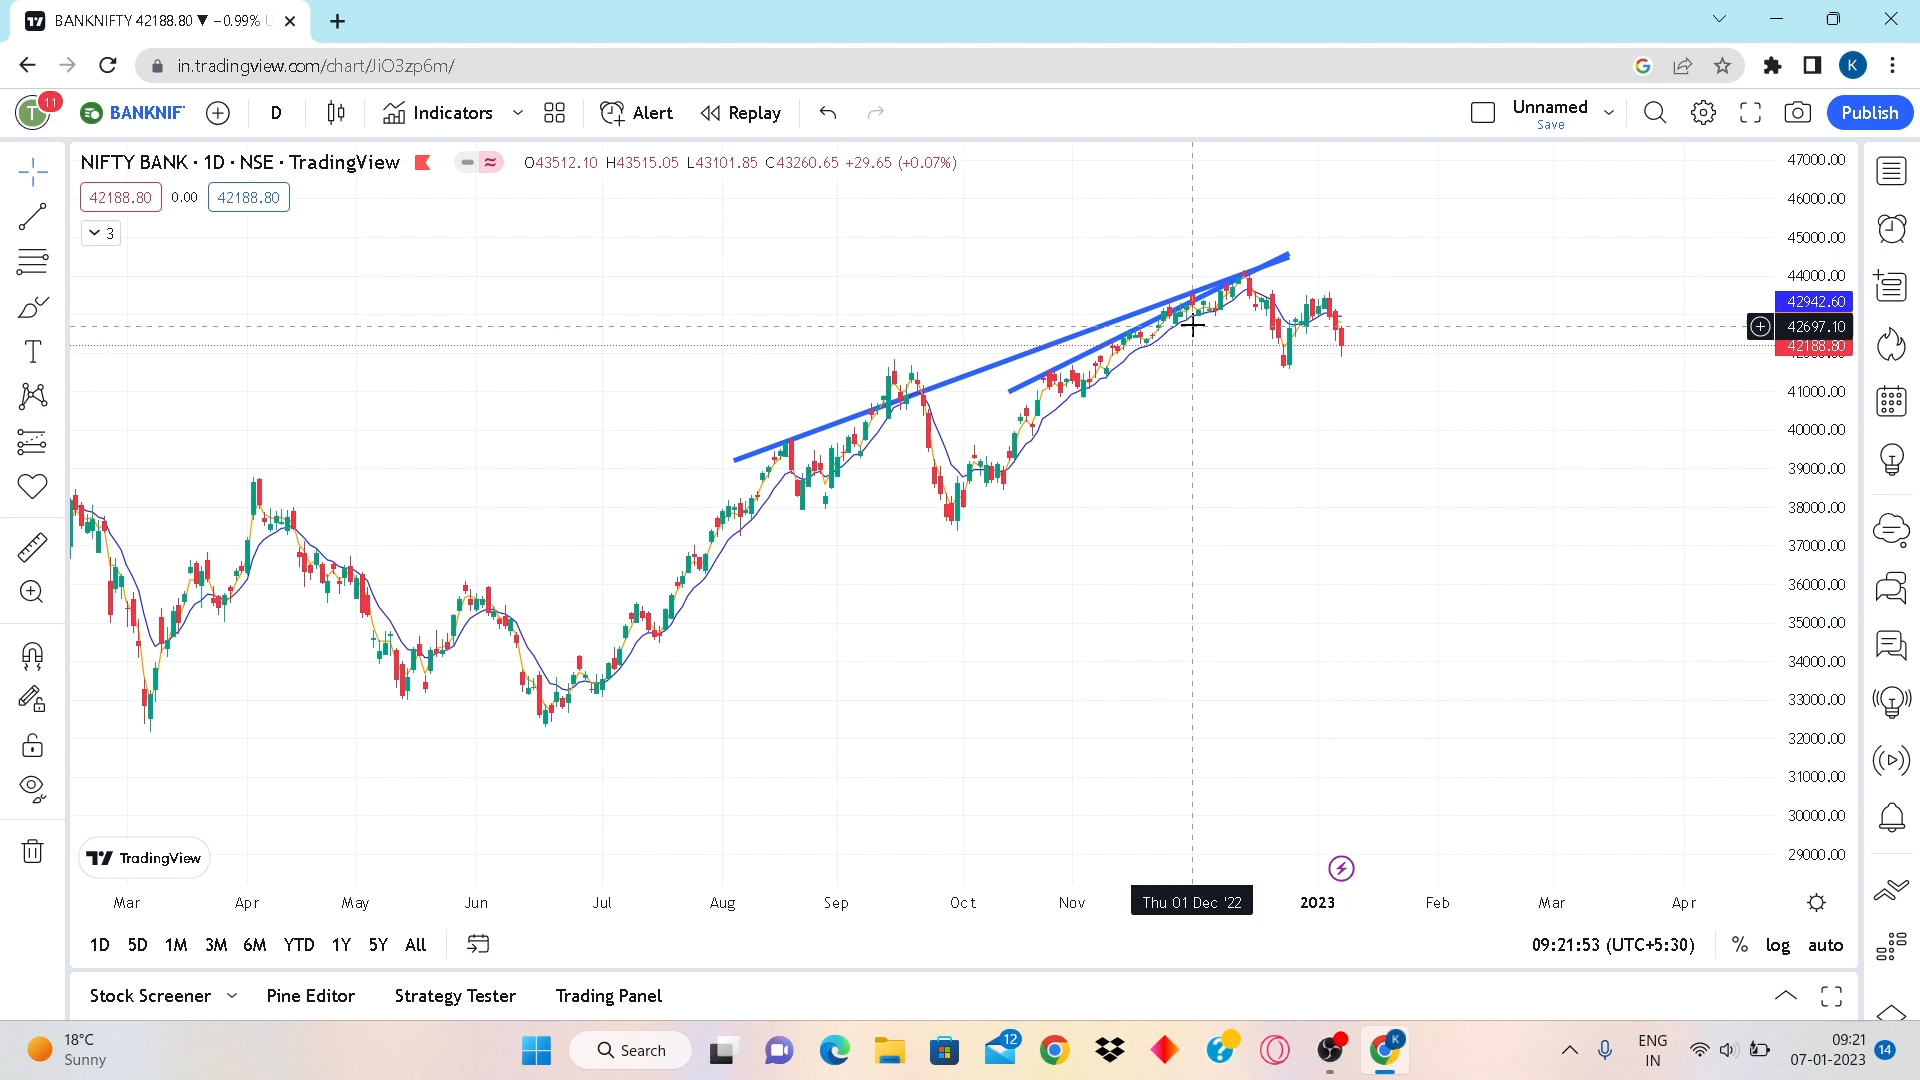 BANKNIFTY 42188.80 ▼ −0.99%
in.tradingview.com/chart/JiO3zp6m/
K
T 11 BANKNIF D Indicators Alert Replay Unnamed Save Publish
NIFTY BANK · 1D · NSE · TradingView O43512.10 H43515.05 L43101.85 C43260.65 +29.65 (+0.07%)
42188.80 0.00 42188.80
3
47000.00
46000.00
45000.00
44000.00
42942.60
42697.10
42188.80
41000.00
40000.00
39000.00
38000.00
37000.00
36000.00
35000.00
34000.00
33000.00
32000.00
31000.00
30000.00
29000.00
TradingView
Mar Apr May Jun Jul Aug Sep Oct Nov Thu 01 Dec '22 2023 Feb Mar Apr
1D 5D 1M 3M 6M YTD 1Y 5Y All 09:21:53 (UTC+5:30) % log auto
Stock Screener Pine Editor Strategy Tester Trading Panel
18°C
Sunny
Search
12
K
ENG
IN
09:21
07-01-2023
14